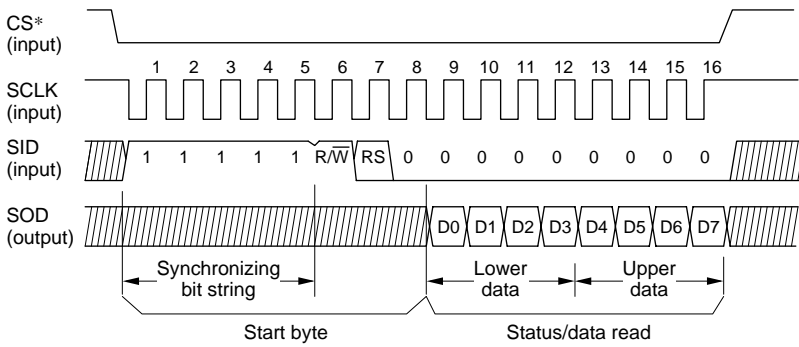 CS*
(input)
1 2 3 4 5 6 7 8 9 10 11 12 13 14 15 16
SCLK
(input)
SID
(input)
1 1 1 1 1 R/W̅ RS 0 0 0 0 0 0 0 0 0
SOD
(output)
D0 D1 D2 D3 D4 D5 D6 D7
Synchronizing
bit string
Lower
data
Upper
data
Start byte
Status/data read